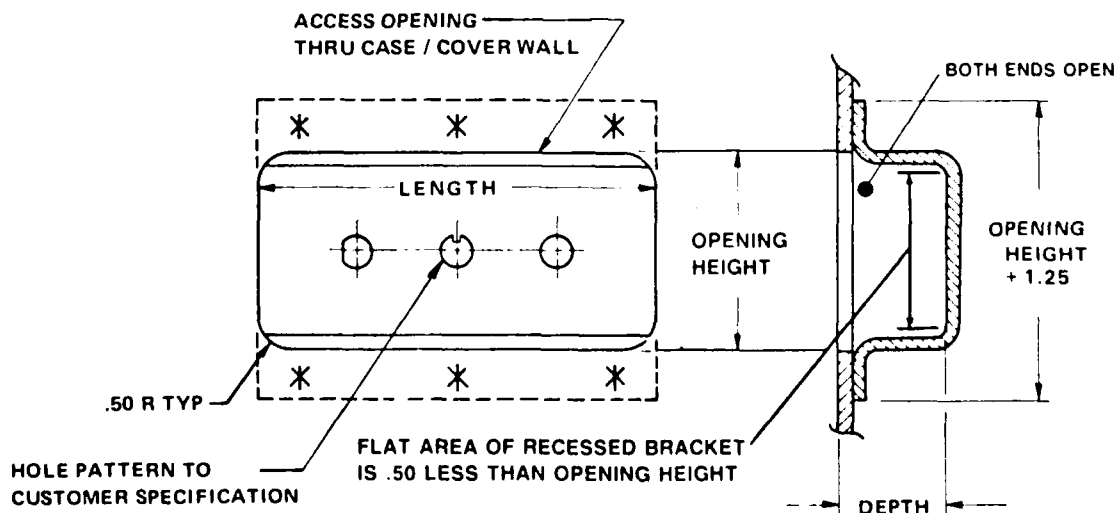 ACCESS OPENING
THRU CASE / COVER WALL
BOTH ENDS OPEN
LENGTH
OPENING
HEIGHT
OPENING
HEIGHT
+ 1.25
.50 R TYP
HOLE PATTERN TO
CUSTOMER SPECIFICATION
FLAT AREA OF RECESSED BRACKET
IS .50 LESS THAN OPENING HEIGHT
DEPTH